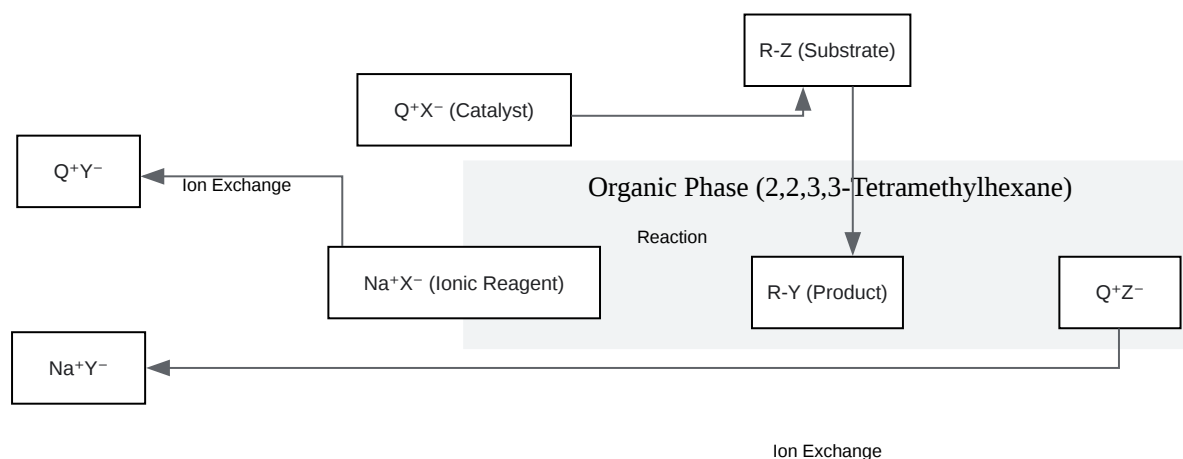 R-Z (Substrate)
Q⁺X⁻ (Catalyst)
Q⁺Y⁻
Ion Exchange
Organic Phase (2,2,3,3-Tetramethylhexane)
Reaction
Na⁺X⁻ (Ionic Reagent)
R-Y (Product)
Q⁺Z⁻
Na⁺Y⁻
Ion Exchange